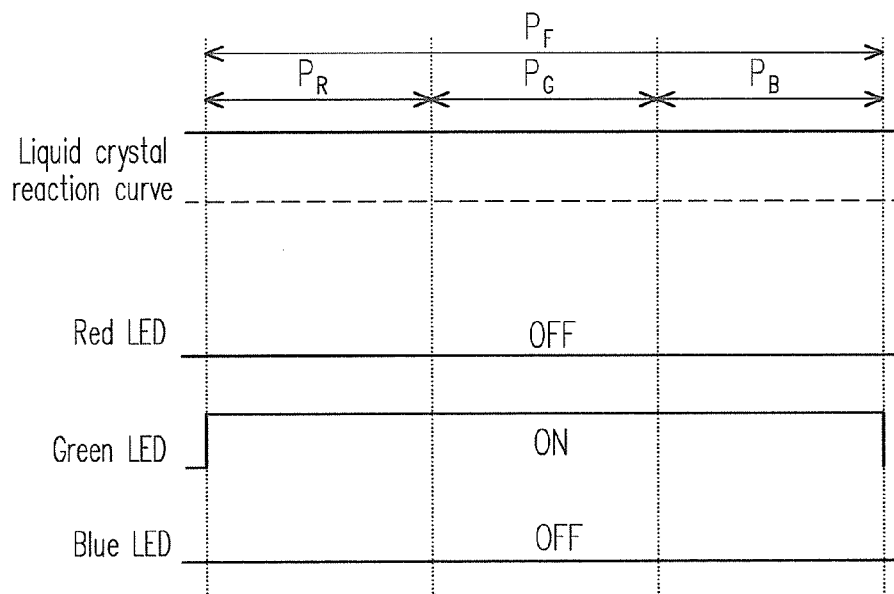 P_F
P_R P_G P_B
Liquid crystal
reaction curve
Red LED OFF
Green LED ON
Blue LED OFF